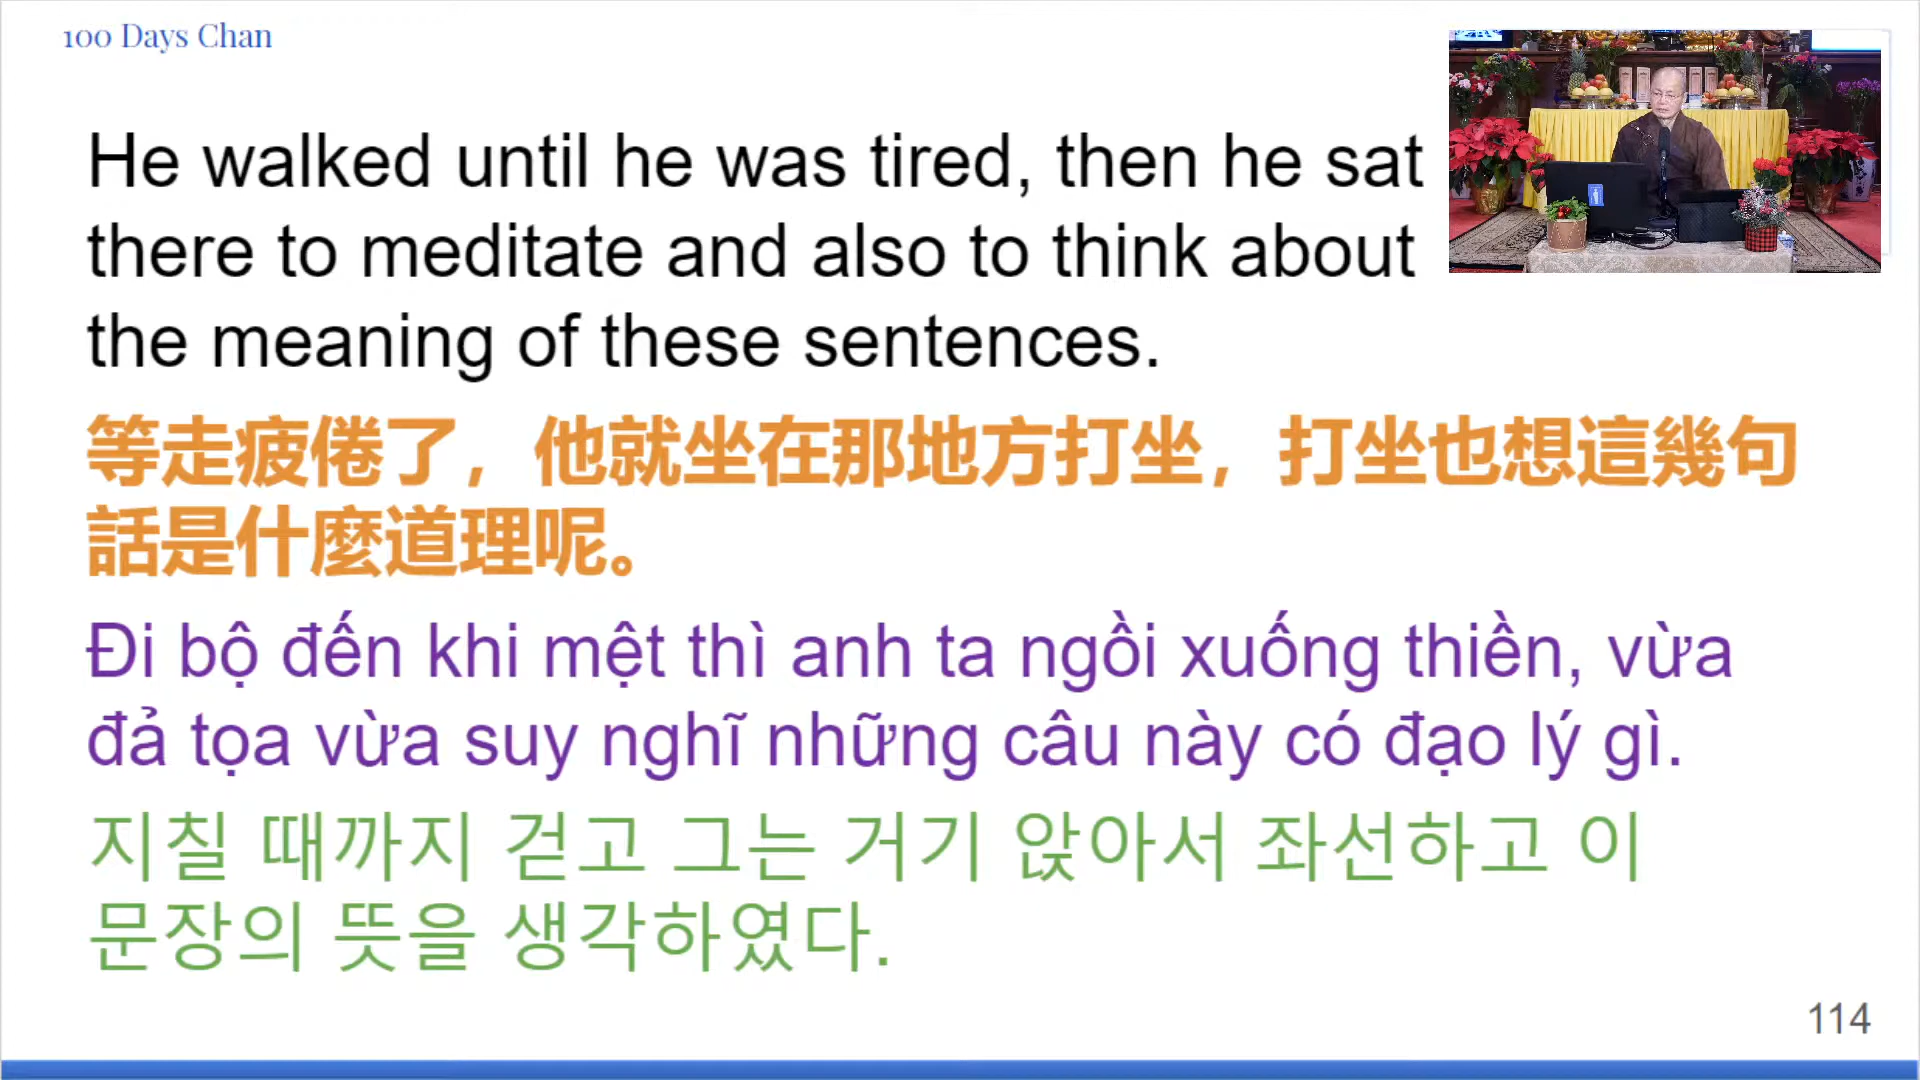 100 Days Chan
He walked until he was tired, then he sat
there to meditate and also to think about
the meaning of these sentences.
等走疲倦了，他就坐在那地方打坐，打坐也想這幾句
話是什麼道理呢。
Đi bộ đến khi mệt thì anh ta ngồi xuống thiền, vừa
đả tọa vừa suy nghĩ những câu này có đạo lý gì.
지칠 때까지 걷고 그는 거기 앉아서 좌선하고 이
문장의 뜻을 생각하였다.
114